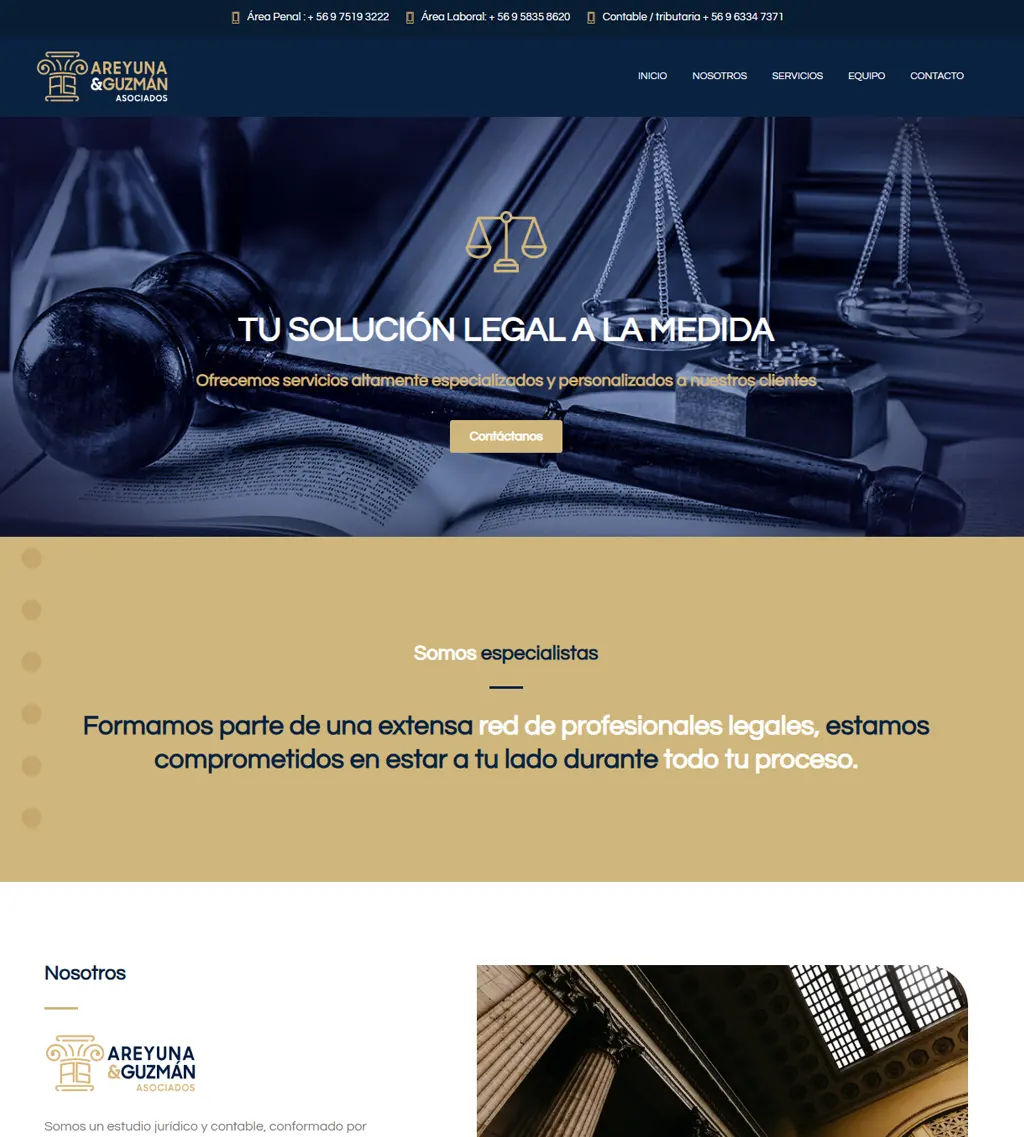 Área Penal : + 56 9 7519 3222 Área Laboral: + 56 9 5835 8620 Contable / tributaria + 56 9 6334 7371
AREYUNA
&GUZMÁN
ASOCIADOS
INICIO NOSOTROS SERVICIOS EQUIPO CONTACTO
TU SOLUCIÓN LEGAL A LA MEDIDA
Ofrecemos servicios altamente especializados y personalizados a nuestros clientes
Contáctanos
Somos especialistas
Formamos parte de una extensa red de profesionales legales, estamos
comprometidos en estar a tu lado durante todo tu proceso.
Nosotros
AREYUNA
&GUZMÁN
ASOCIADOS
Somos un estudio jurídico y contable, conformado por